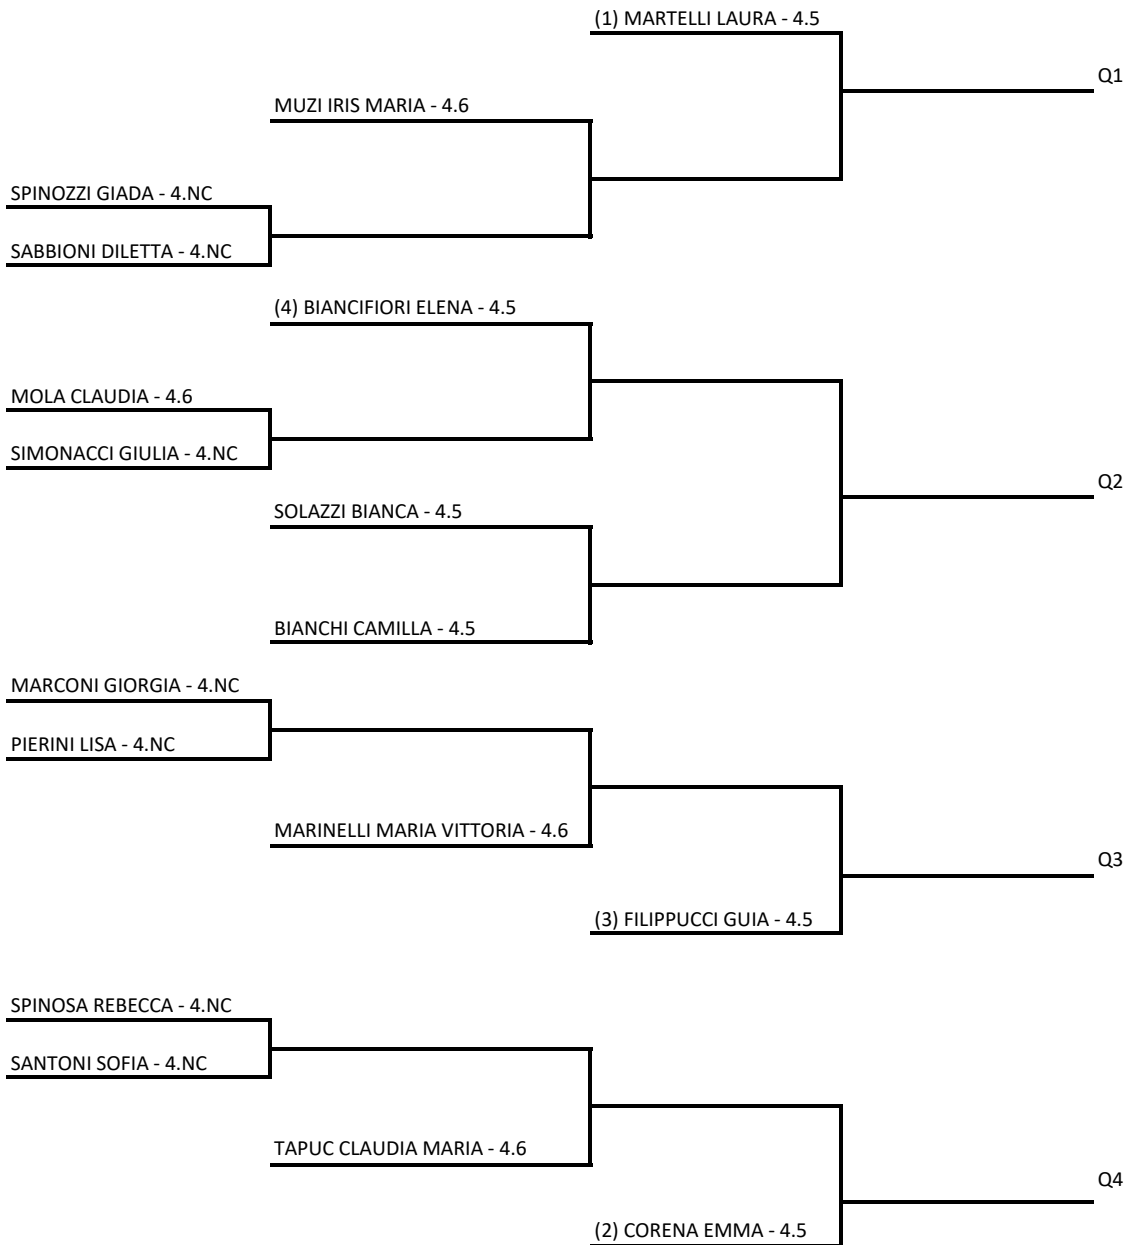 (1) MARTELLI LAURA - 4.5
Q1
MUZI IRIS MARIA - 4.6
SPINOZZI GIADA - 4.NC
SABBIONI DILETTA - 4.NC
(4) BIANCIFIORI ELENA - 4.5
MOLA CLAUDIA - 4.6
SIMONACCI GIULIA - 4.NC
Q2
SOLAZZI BIANCA - 4.5
BIANCHI CAMILLA - 4.5
MARCONI GIORGIA - 4.NC
PIERINI LISA - 4.NC
MARINELLI MARIA VITTORIA - 4.6
Q3
(3) FILIPPUCCI GUIA - 4.5
SPINOSA REBECCA - 4.NC
SANTONI SOFIA - 4.NC
TAPUC CLAUDIA MARIA - 4.6
Q4
(2) CORENA EMMA - 4.5